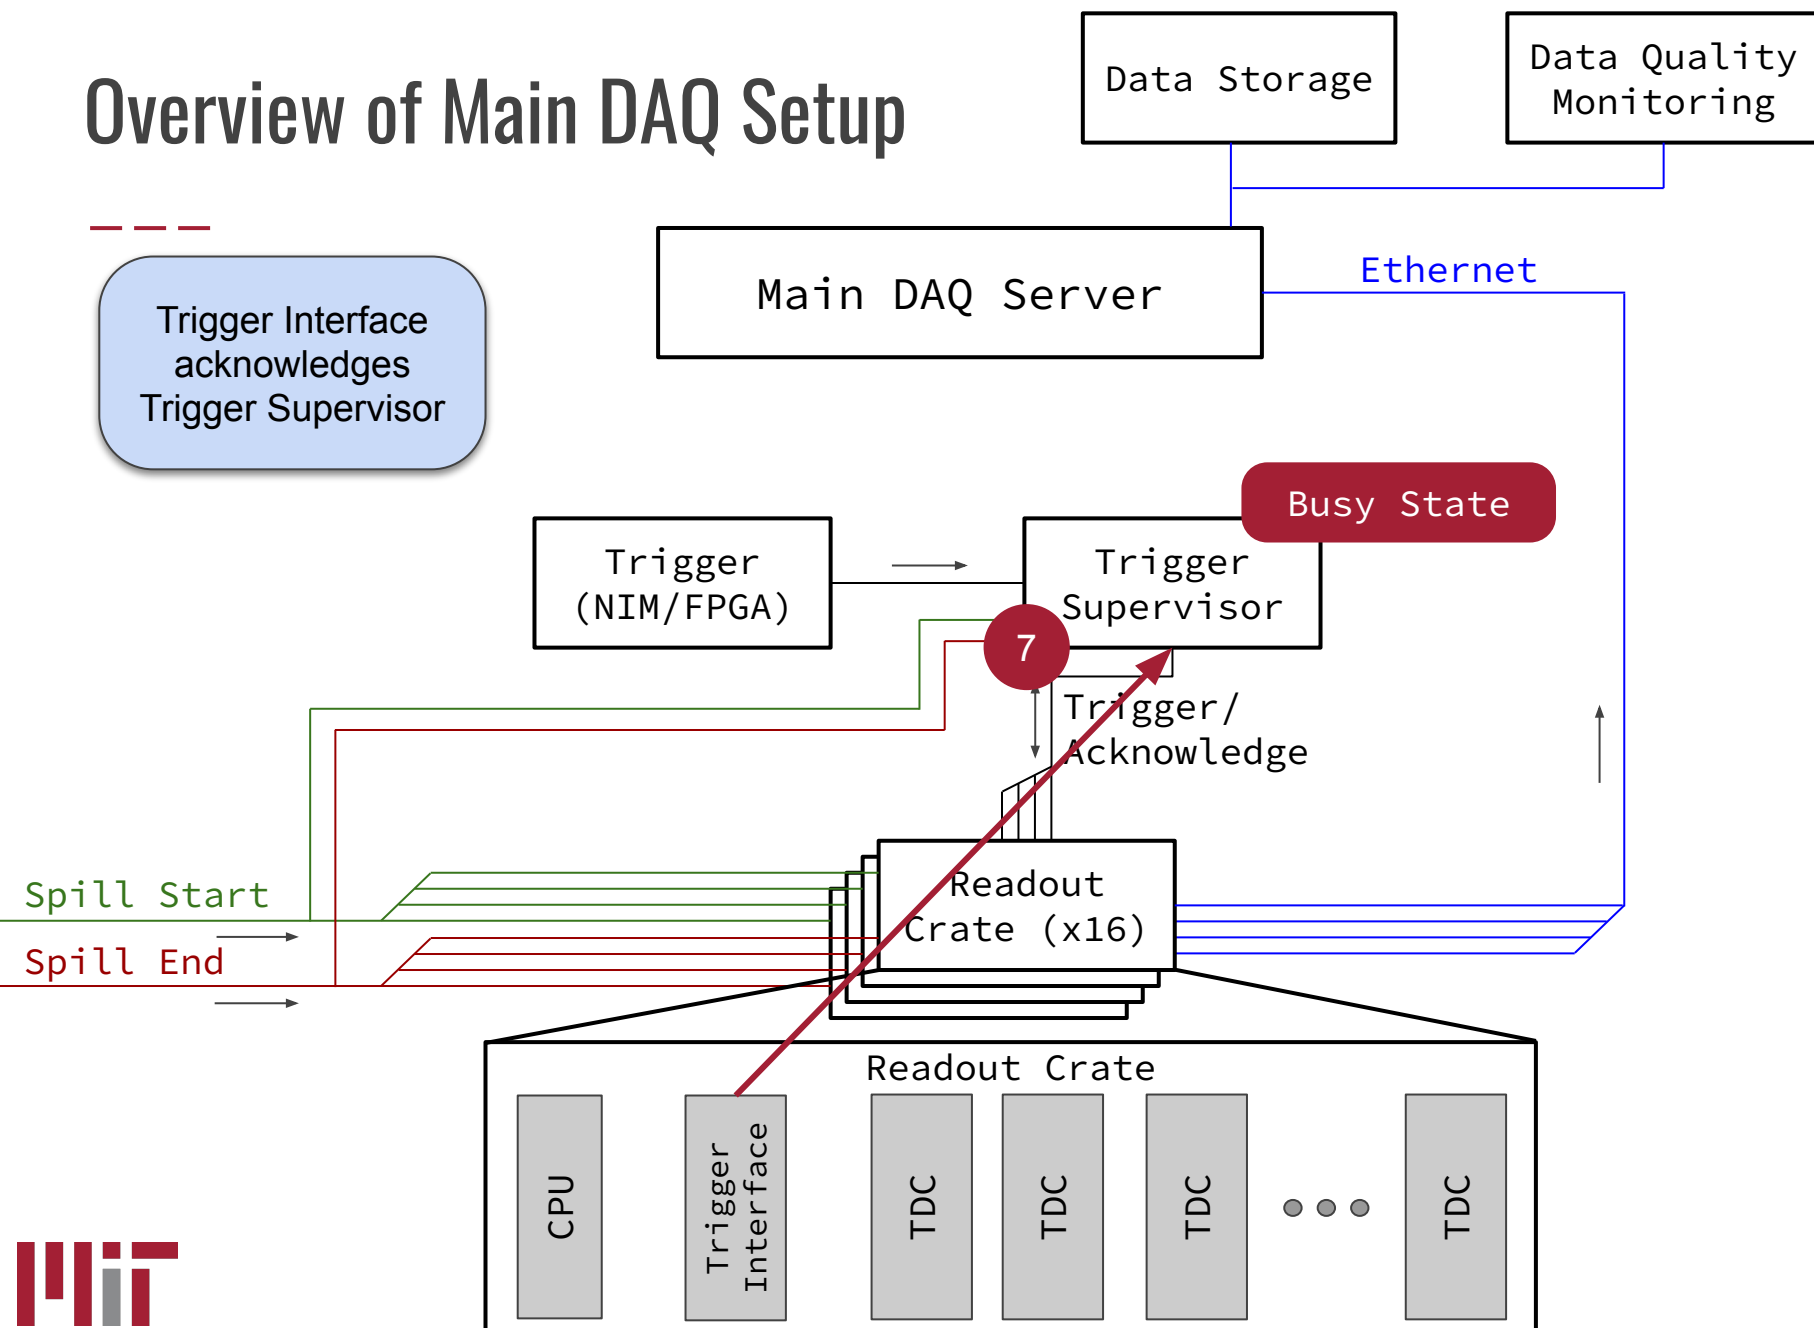 Overview of Main DAQ Setup
Data Storage
Data Quality
Monitoring
Main DAQ Server
Ethernet
Trigger Interface
acknowledges
Trigger Supervisor
Busy State
Trigger
(NIM/FPGA)
Trigger
Supervisor
7
Trigger/
Acknowledge
Spill Start
Spill End
Readout
Crate (x16)
Readout Crate
CPU
Trigger
Interface
TDC
TDC
TDC
TDC
MIT